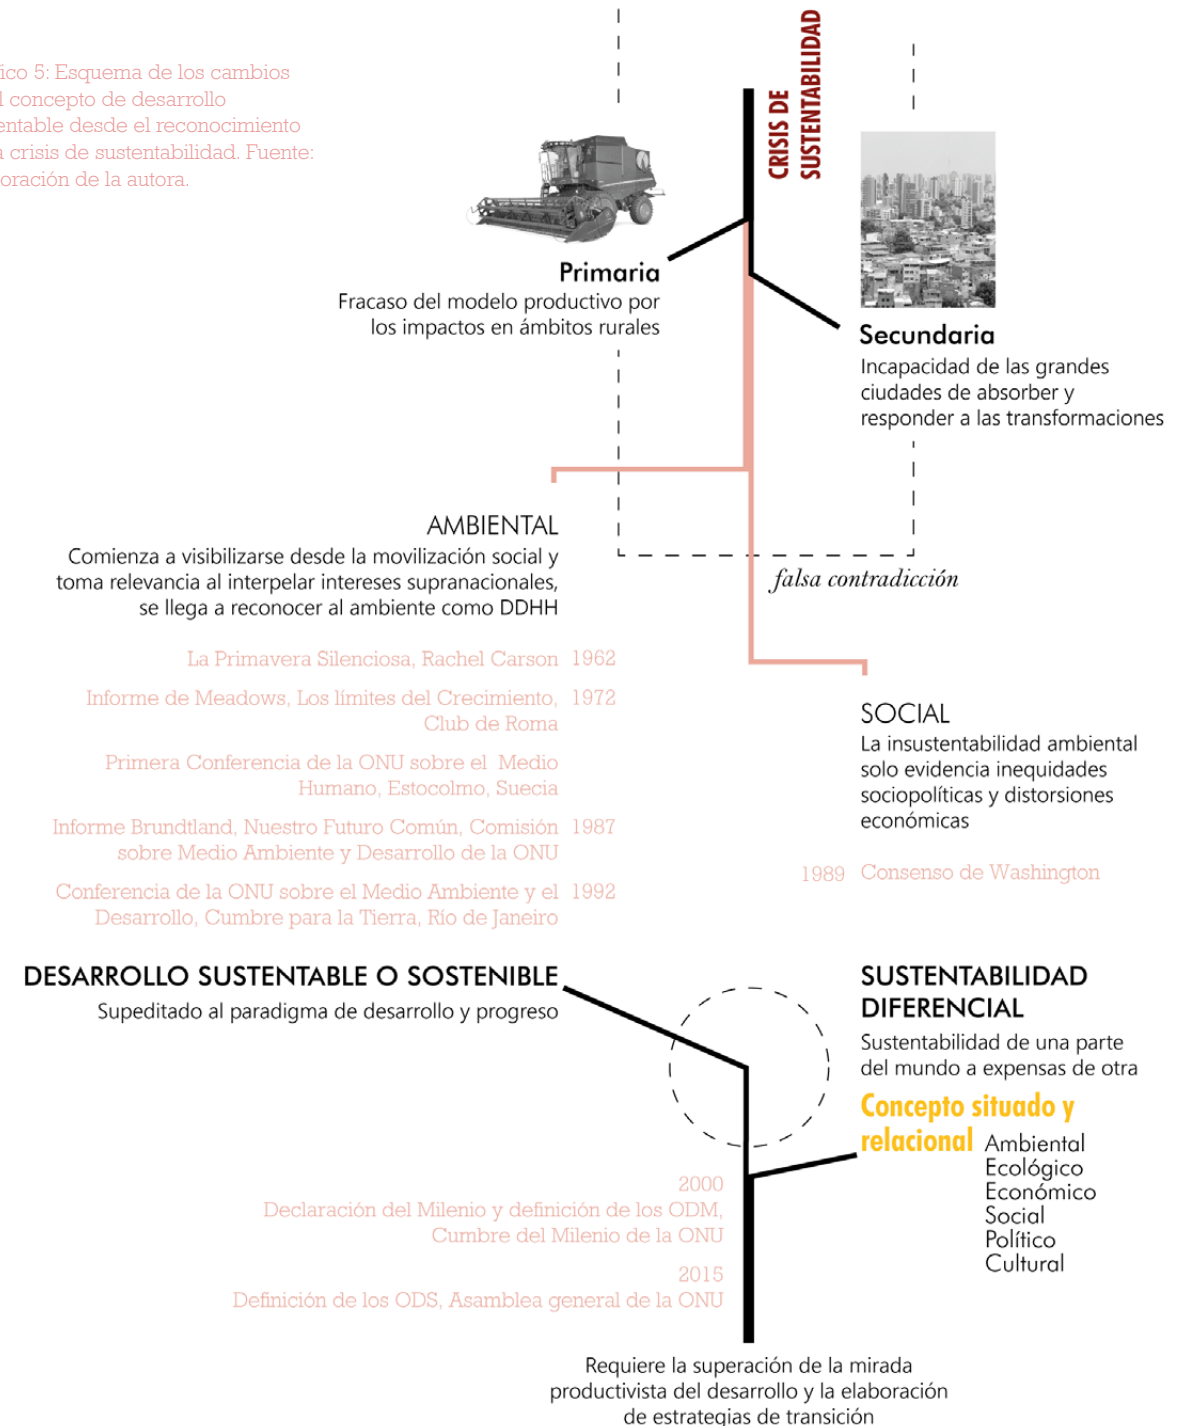 ico 5: Esquema de los cambios
l concepto de desarrollo
entable desde el reconocimiento
a crisis de sustentabilidad. Fuente:
oración de la autora.
CRISIS DE
SUSTENTABILIDAD
Primaria
Fracaso del modelo productivo por
los impactos en ámbitos rurales
Secundaria
Incapacidad de las grandes
ciudades de absorber y
responder a las transformaciones
AMBIENTAL
Comienza a visibilizarse desde la movilización social y
toma relevancia al interpelar intereses supranacionales,
se llega a reconocer al ambiente como DDHH
falsa contradicción
La Primavera Silenciosa, Rachel Carson 1962
Informe de Meadows, Los límites del Crecimiento, 1972
Club de Roma
Primera Conferencia de la ONU sobre el Medio
Humano, Estocolmo, Suecia
Informe Brundtland, Nuestro Futuro Común, Comisión 1987
sobre Medio Ambiente y Desarrollo de la ONU
Conferencia de la ONU sobre el Medio Ambiente y el 1992
Desarrollo, Cumbre para la Tierra, Río de Janeiro
SOCIAL
La insustentabilidad ambiental
solo evidencia inequidades
sociopolíticas y distorsiones
económicas
1989 Consenso de Washington
DESARROLLO SUSTENTABLE O SOSTENIBLE
Supeditado al paradigma de desarrollo y progreso
SUSTENTABILIDAD
DIFERENCIAL
Sustentabilidad de una parte
del mundo a expensas de otra
Concepto situado y
relacional
Ambiental
Ecológico
Económico
Social
Político
Cultural
2000
Declaración del Milenio y definición de los ODM,
Cumbre del Milenio de la ONU
2015
Definición de los ODS, Asamblea general de la ONU
Requiere la superación de la mirada
productivista del desarrollo y la elaboración
de estrategias de transición